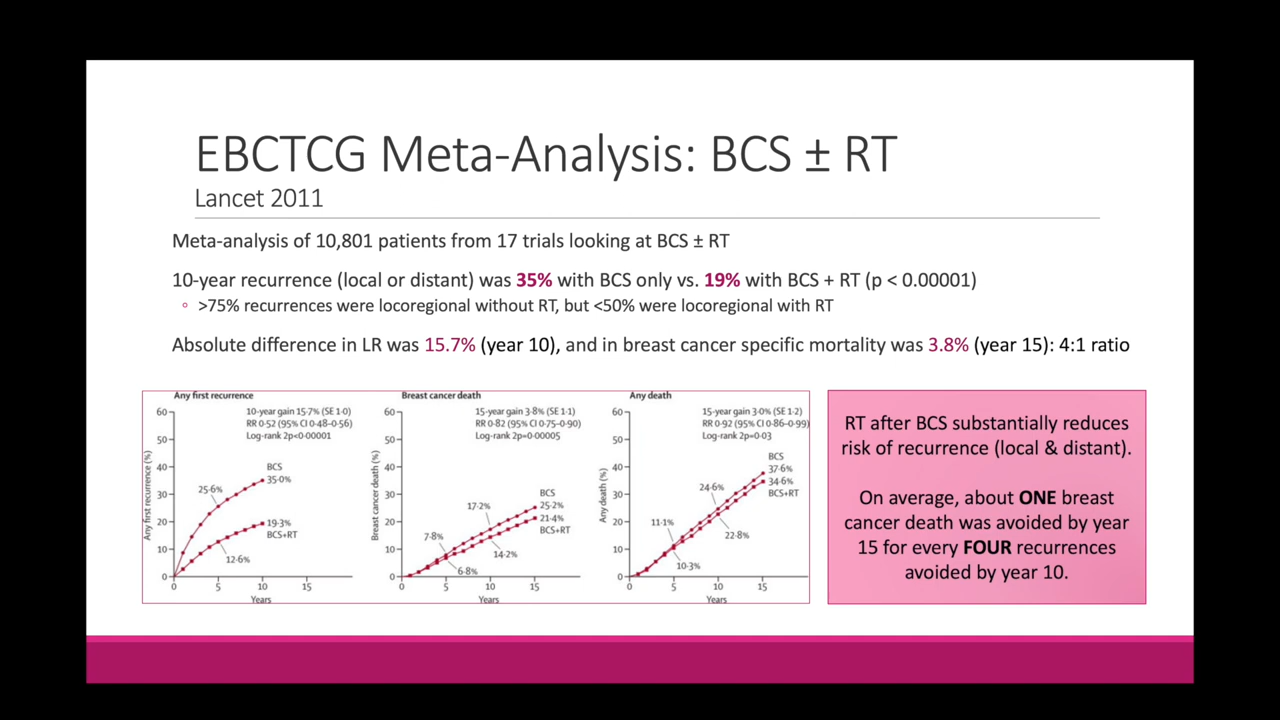 EBCTCG Meta-Analysis: BCS ± RT
Lancet 2011
Meta-analysis of 10,801 patients from 17 trials looking at BCS ± RT
10-year recurrence (local or distant) was 35% with BCS only vs. 19% with BCS + RT (p < 0.00001)
◦ >75% recurrences were locoregional without RT, but <50% were locoregional with RT
Absolute difference in LR was 15.7% (year 10), and in breast cancer specific mortality was 3.8% (year 15): 4:1 ratio
Any first recurrence
10-year gain 15·7% (SE 1·0)
RR 0·52 (95% CI 0·48–0·56)
Log-rank 2p<0·00001
Any first recurrence (%)
60
50
40
30
20
10
0
BCS
35·0%
25·6%
19·3%
BCS+RT
12·6%
0
5
10
15
Years
Breast cancer death
15-year gain 3·8% (SE 1·1)
RR 0·82 (95% CI 0·75–0·90)
Log-rank 2p=0·00005
Breast cancer death (%)
60
50
40
30
20
10
0
BCS
25·2%
17·2%
21·4%
BCS+RT
7·8%
14·2%
6·8%
0
5
10
15
Years
Any death
15-year gain 3·0% (SE 1·2)
RR 0·92 (95% CI 0·86–0·99)
Log-rank 2p=0·03
Any death (%)
60
50
40
30
20
10
0
BCS
37·6%
34·6%
BCS+RT
24·6%
11·1%
22·8%
10·3%
0
5
10
15
Years
RT after BCS substantially reduces
risk of recurrence (local & distant).
On average, about ONE breast
cancer death was avoided by year
15 for every FOUR recurrences
avoided by year 10.